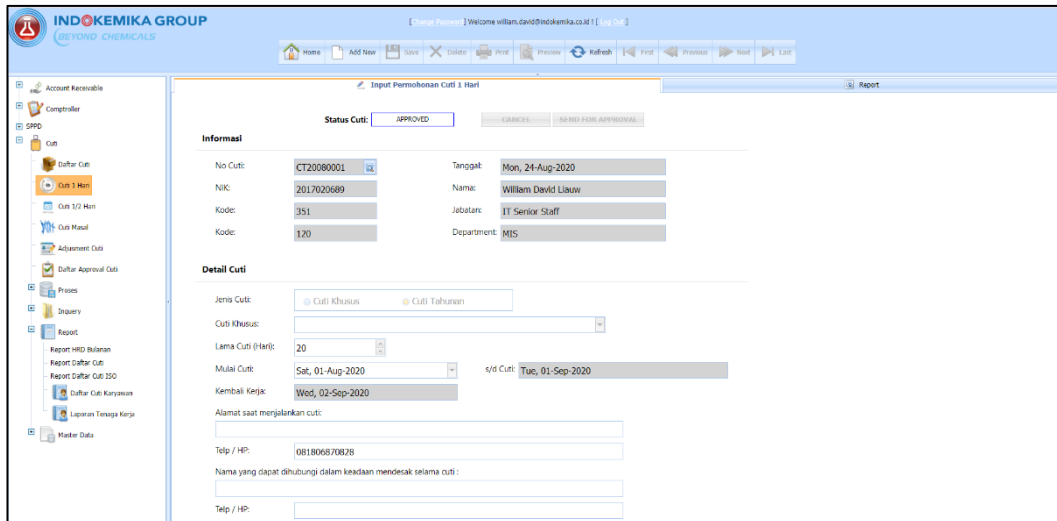 INDOKEMIKA GROUP
BEYOND CHEMICALS
[Change Password] Welcome william.david@indokemika.co.id ! [Log Out]
Home Add New Save Delete Print Preview Refresh First Previous Next Last
Account Receivable
Comptroller
SPPD
Cuti
Daftar Cuti
Cuti 1 Hari
Cuti 1/2 Hari
Cuti Masal
Adjusment Cuti
Daftar Approval Cuti
Proses
Inquery
Report
Report HRD Bulanan
Report Daftar Cuti
Report Daftar Cuti ISO
Daftar Cuti Karyawan
Laporan Tenaga Kerja
Master Data
Input Permohonan Cuti 1 Hari
Report
Status Cuti: APPROVED CANCEL SEND FOR APPROVAL
Informasi
No Cuti: CT20080001 Tanggal: Mon, 24-Aug-2020
NIK: 2017020689 Nama: William David Liauw
Kode: 351 Jabatan: IT Senior Staff
Kode: 120 Department: MIS
Detail Cuti
Jenis Cuti: Cuti Khusus Cuti Tahunan
Cuti Khusus:
Lama Cuti (Hari): 20
Mulai Cuti: Sat, 01-Aug-2020 s/d Cuti: Tue, 01-Sep-2020
Kembali Kerja: Wed, 02-Sep-2020
Alamat saat menjalankan cuti:
Telp / HP: 081806870828
Nama yang dapat dihubungi dalam keadaan mendesak selama cuti :
Telp / HP: